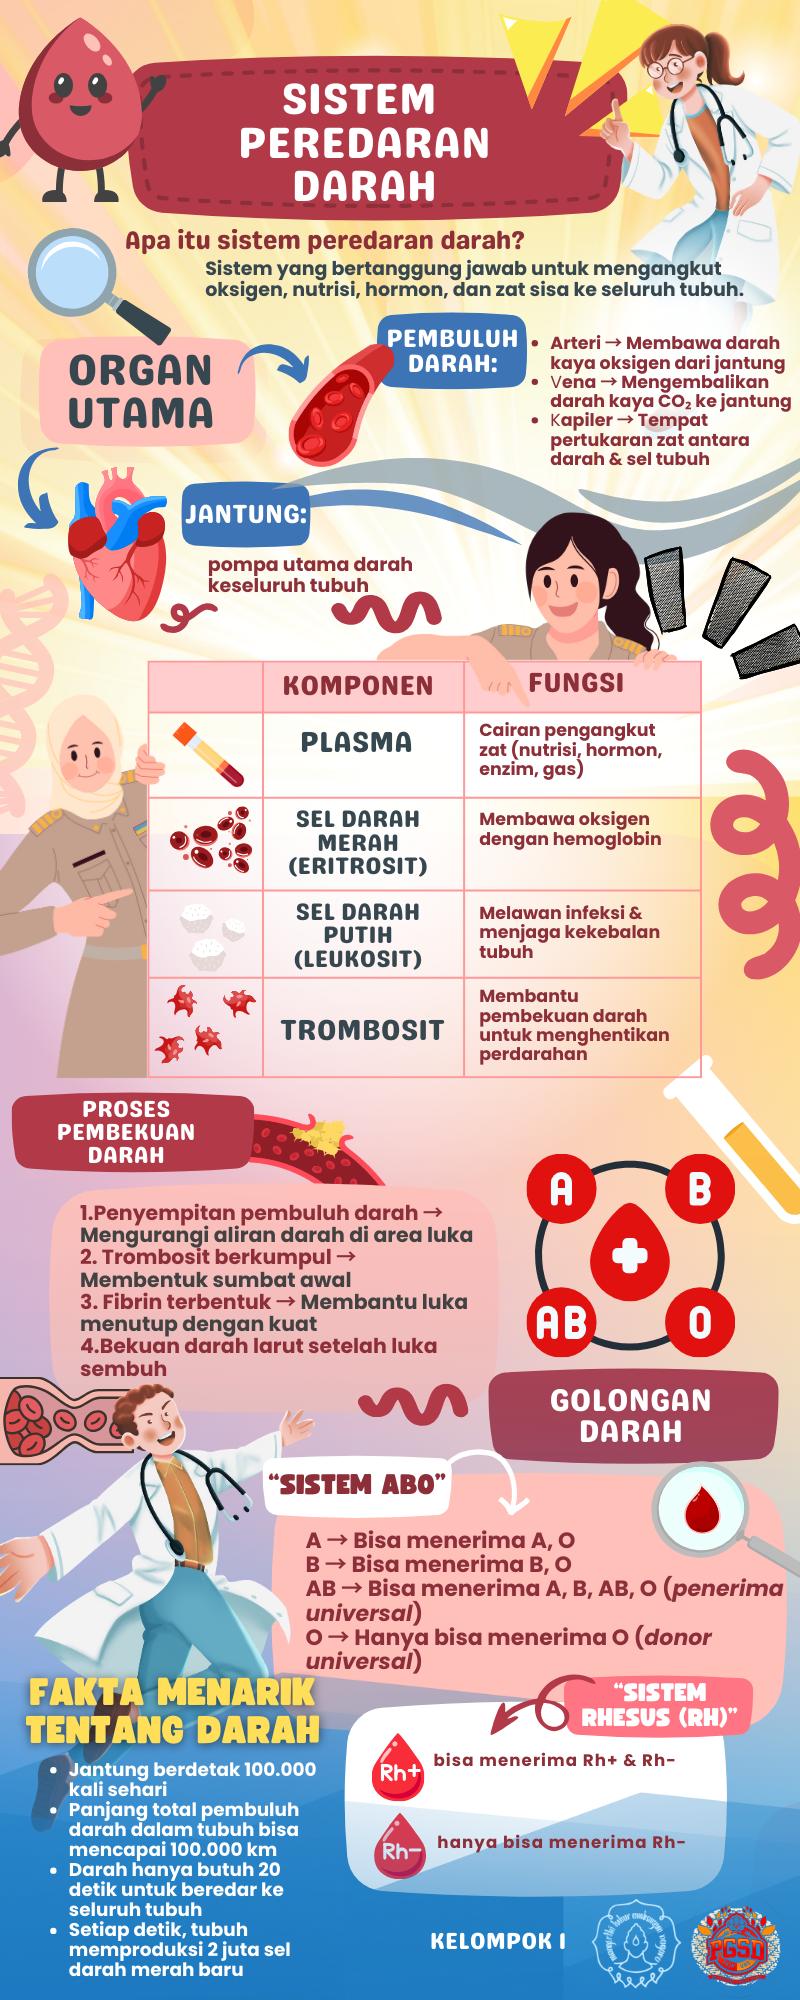 SISTEM
PEREDARAN
DARAH
Apa itu sistem peredaran darah?
Sistem yang bertanggung jawab untuk mengangkut
oksigen, nutrisi, hormon, dan zat sisa ke seluruh tubuh.
ORGAN
UTAMA
PEMBULUH
DARAH:
• Arteri → Membawa darah
kaya oksigen dari jantung
• Vena → Mengembalikan
darah kaya CO₂ ke jantung
• Kapiler → Tempat
pertukaran zat antara
darah & sel tubuh
JANTUNG:
pompa utama darah
keseluruh tubuh
KOMPONEN
FUNGSI
PLASMA
Cairan pengangkut
zat (nutrisi, hormon,
enzim, gas)
SEL DARAH
MERAH
(ERITROSIT)
Membawa oksigen
dengan hemoglobin
SEL DARAH
PUTIH
(LEUKOSIT)
Melawan infeksi &
menjaga kekebalan
tubuh
TROMBOSIT
Membantu
pembekuan darah
untuk menghentikan
perdarahan
PROSES
PEMBEKUAN
DARAH
1.Penyempitan pembuluh darah →
Mengurangi aliran darah di area luka
2. Trombosit berkumpul →
Membentuk sumbat awal
3. Fibrin terbentuk → Membantu luka
menutup dengan kuat
4.Bekuan darah larut setelah luka
sembuh
A
B
AB
O
GOLONGAN
DARAH
“SISTEM ABO”
A → Bisa menerima A, O
B → Bisa menerima B, O
AB → Bisa menerima A, B, AB, O (penerima
universal)
O → Hanya bisa menerima O (donor
universal)
“SISTEM
RHESUS (RH)”
Rh+
bisa menerima Rh+ & Rh-
Rh-
hanya bisa menerima Rh-
FAKTA MENARIK
TENTANG DARAH
• Jantung berdetak 100.000
kali sehari
• Panjang total pembuluh
darah dalam tubuh bisa
mencapai 100.000 km
• Darah hanya butuh 20
detik untuk beredar ke
seluruh tubuh
• Setiap detik, tubuh
memproduksi 2 juta sel
darah merah baru
KELOMPOK I
PGSD